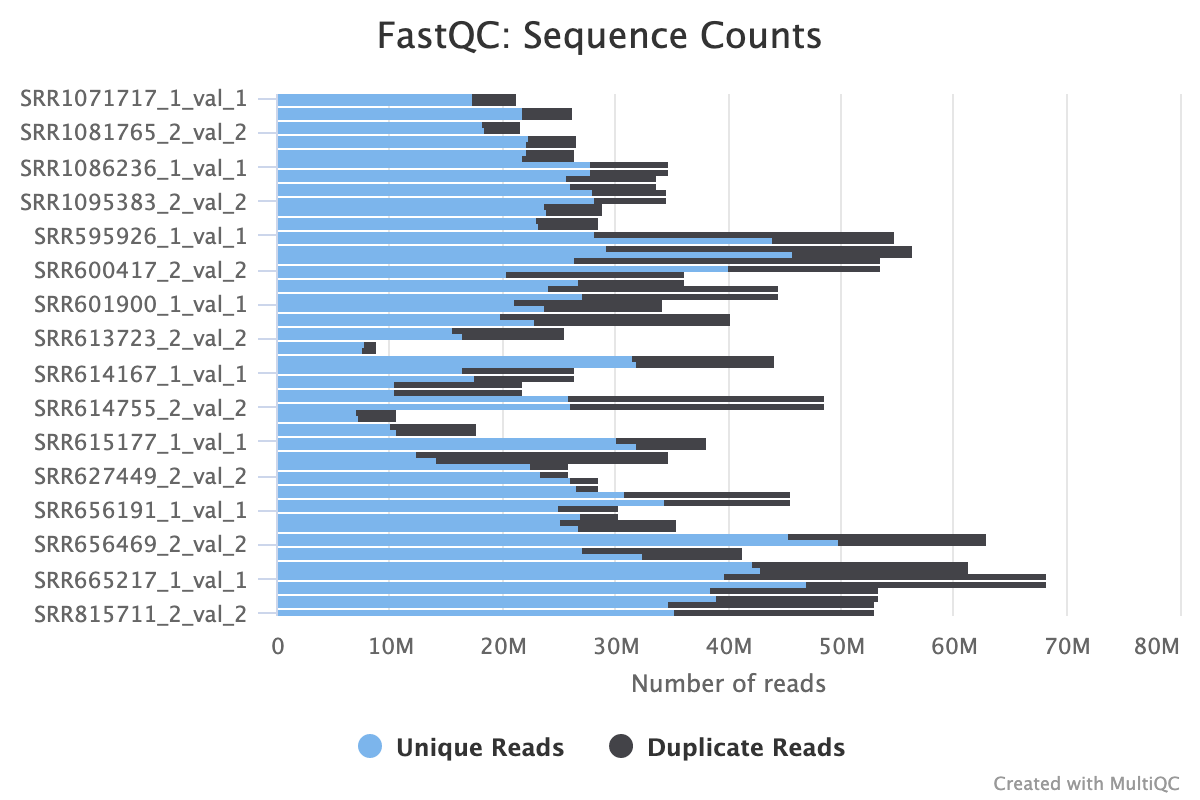 FastQC: Sequence Counts
SRR1071717_1_val_1
SRR1081765_2_val_2
SRR1086236_1_val_1
SRR1095383_2_val_2
SRR595926_1_val_1
SRR600417_2_val_2
SRR601900_1_val_1
SRR613723_2_val_2
SRR614167_1_val_1
SRR614755_2_val_2
SRR615177_1_val_1
SRR627449_2_val_2
SRR656191_1_val_1
SRR656469_2_val_2
SRR665217_1_val_1
SRR815711_2_val_2
0 10M 20M 30M 40M 50M 60M 70M 80M
Number of reads
Unique Reads Duplicate Reads
Created with MultiQC